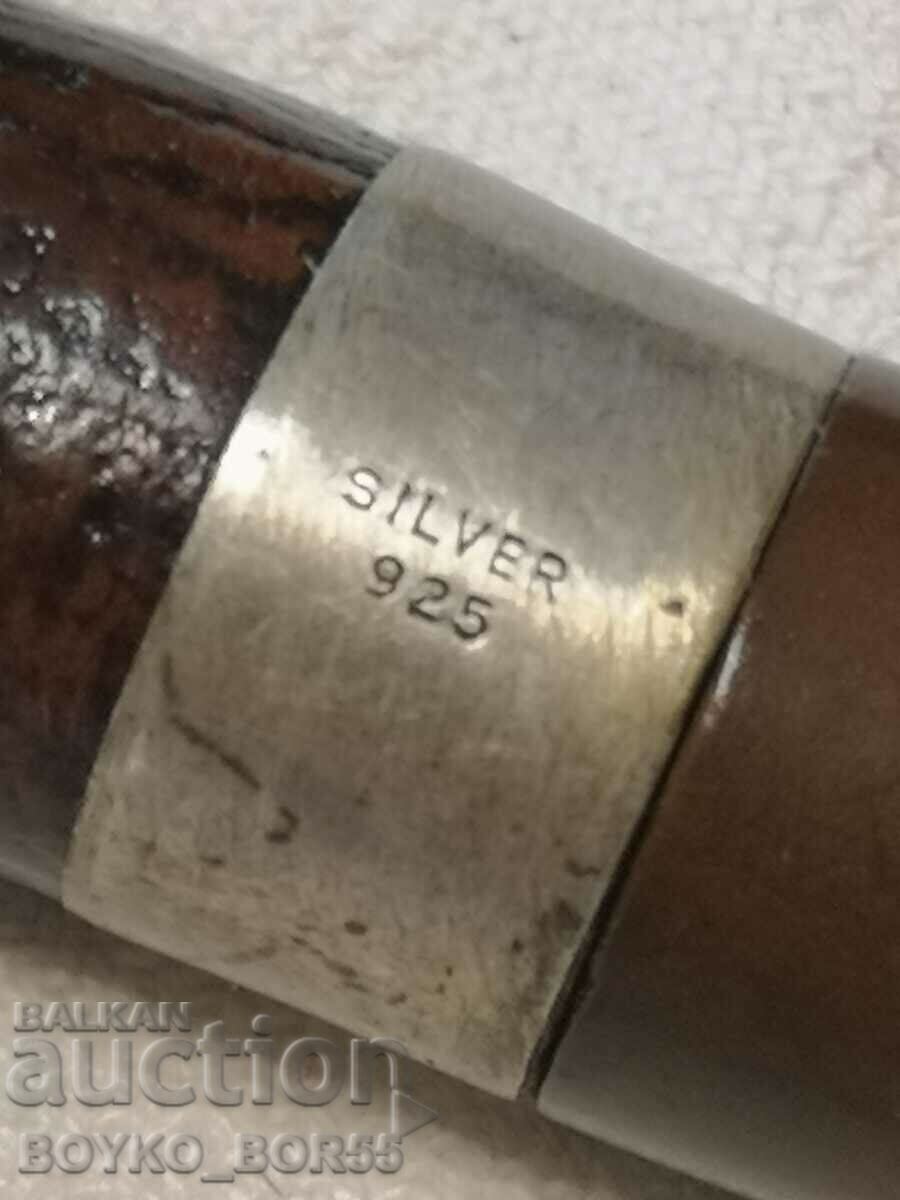 SILVER
925
BALKAN
auction
BOYKO_BOR55